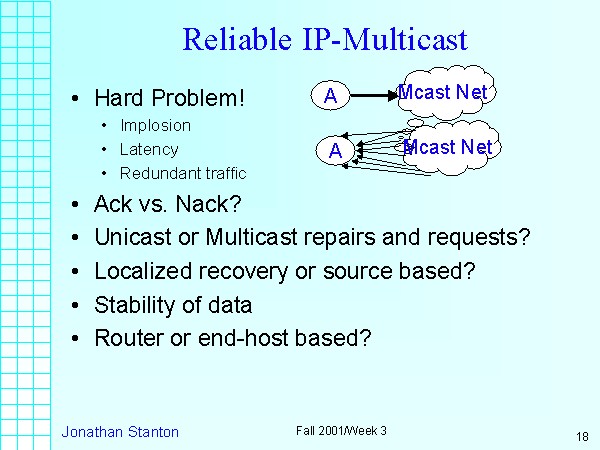 Reliable IP-Multicast
• Hard Problem!
• Implosion
• Latency
• Redundant traffic
A
Mcast Net
A
Mcast Net
• Ack vs. Nack?
• Unicast or Multicast repairs and requests?
• Localized recovery or source based?
• Stability of data
• Router or end-host based?
Jonathan Stanton
Fall 2001/Week 3
18